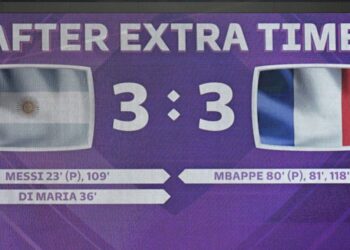 AFTER EXTRA TIME
3 : 3
MESSI 23' (P), 109'
MBAPPE 80' (P), 81', 118'
DI MARIA 36'